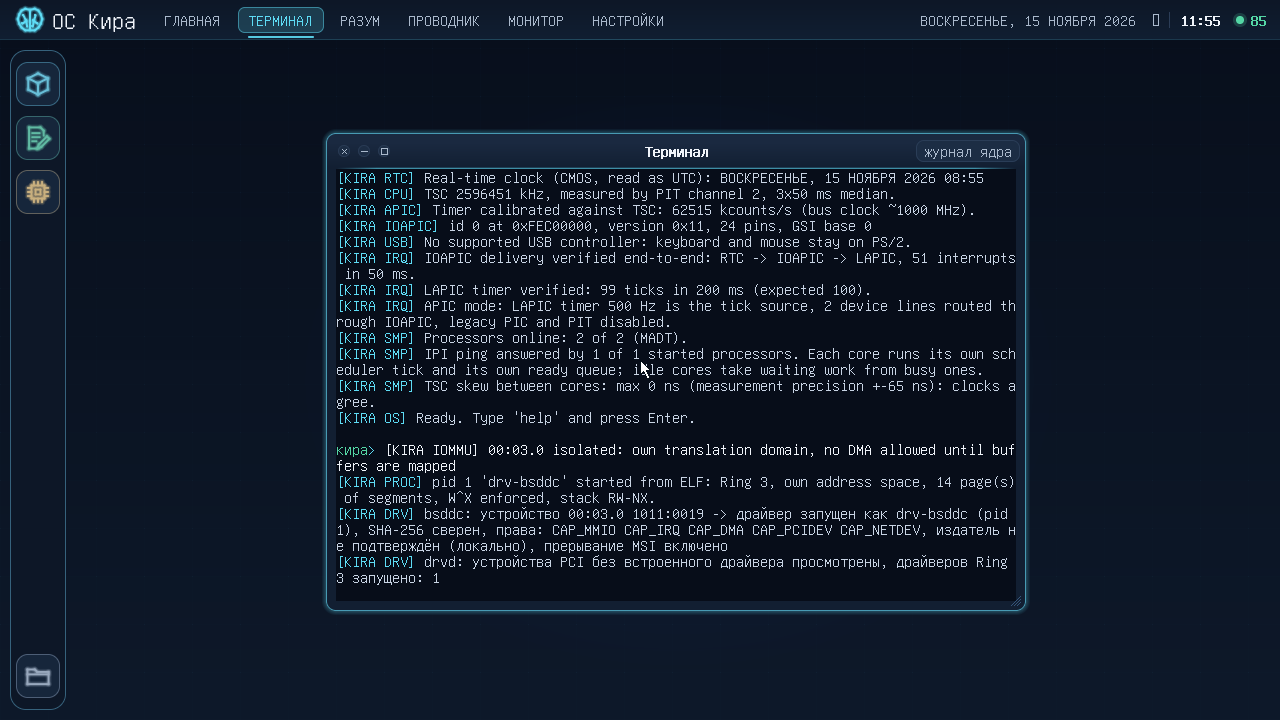 ОС Кира
ГЛАВНАЯ
ТЕРМИНАЛ
РАЗУМ
ПРОВОДНИК
МОНИТОР
НАСТРОЙКИ
ВОСКРЕСЕНЬЕ, 15 НОЯБРЯ 2026
11:55
85
Терминал
журнал ядра
[KIRA RTC] Real-time clock (CMOS, read as UTC): ВОСКРЕСЕНЬЕ, 15 НОЯБРЯ 2026 08:55
[KIRA CPU] TSC 2596451 kHz, measured by PIT channel 2, 3x50 ms median.
[KIRA APIC] Timer calibrated against TSC: 62515 kcounts/s (bus clock ~1000 MHz).
[KIRA IOAPIC] id 0 at 0xFEC00000, version 0x11, 24 pins, GSI base 0
[KIRA USB] No supported USB controller: keyboard and mouse stay on PS/2.
[KIRA IRQ] IOAPIC delivery verified end-to-end: RTC -> IOAPIC -> LAPIC, 51 interrupts
in 50 ms.
[KIRA IRQ] LAPIC timer verified: 99 ticks in 200 ms (expected 100).
[KIRA IRQ] APIC mode: LAPIC timer 500 Hz is the tick source, 2 device lines routed th
rough IOAPIC, legacy PIC and PIT disabled.
[KIRA SMP] Processors online: 2 of 2 (MADT).
[KIRA SMP] IPI ping answered by 1 of 1 started processors. Each core runs its own sch
eduler tick and its own ready queue; idle cores take waiting work from busy ones.
[KIRA SMP] TSC skew between cores: max 0 ns (measurement precision +-65 ns): clocks a
gree.
[KIRA OS] Ready. Type 'help' and press Enter.
кира> [KIRA IOMMU] 00:03.0 isolated: own translation domain, no DMA allowed until buf
fers are mapped
[KIRA PROC] pid 1 'drv-bsddc' started from ELF: Ring 3, own address space, 14 page(s)
of segments, W^X enforced, stack RW-NX.
[KIRA DRV] bsddc: устройство 00:03.0 1011:0019 -> драйвер запущен как drv-bsddc (pid
1), SHA-256 сверен, права: CAP_MMIO CAP_IRQ CAP_DMA CAP_PCIDEV CAP_NETDEV, издатель н
е подтверждён (локально), прерывание MSI включено
[KIRA DRV] drvd: устройства PCI без встроенного драйвера просмотрены, драйверов Ring
3 запущено: 1